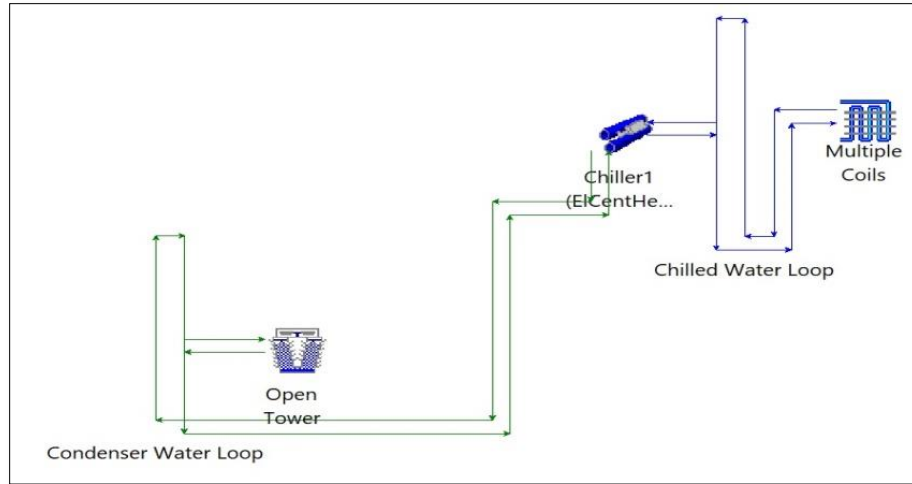 Chiller1
(ElCentHe...
Multiple
Coils
Chilled Water Loop
Open
Tower
Condenser Water Loop